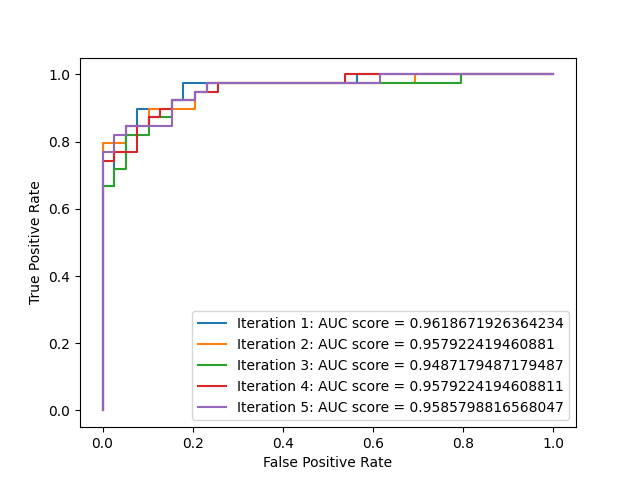 1.0
0.8
0.6
0.4
0.2
0.0
True Positive Rate
Iteration 1: AUC score = 0.9618671926364234
Iteration 2: AUC score = 0.957922419460881
Iteration 3: AUC score = 0.9487179487179487
Iteration 4: AUC score = 0.9579224194608811
Iteration 5: AUC score = 0.9585798816568047
0.0 0.2 0.4 0.6 0.8 1.0
False Positive Rate